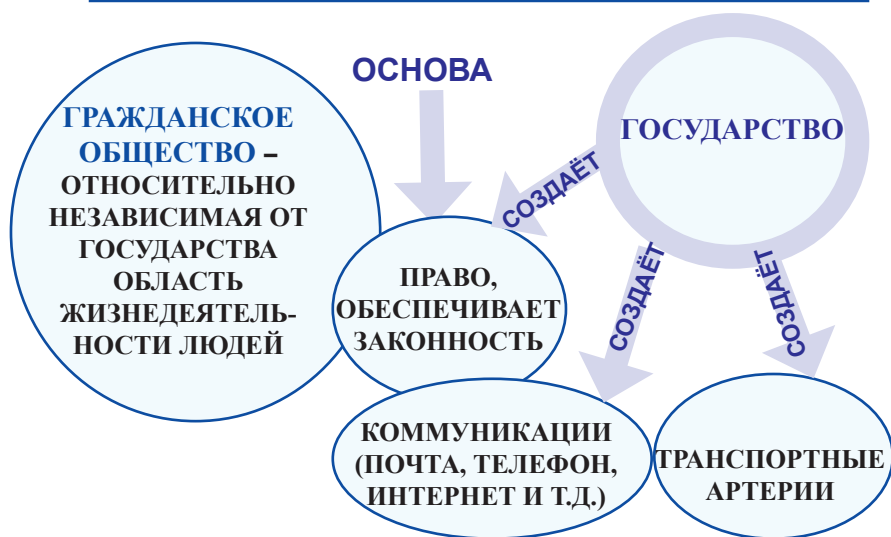 ОСНОВА
ГРАЖДАНСКОЕ
ОБЩЕСТВО –
ОТНОСИТЕЛЬНО
НЕЗАВИСИМАЯ ОТ
ГОСУДАРСТВА
ОБЛАСТЬ
ЖИЗНЕДЕЯТЕЛЬ-
НОСТИ ЛЮДЕЙ
ГОСУДАРСТВО
СОЗДАЁТ
СОЗДАЁТ
СОЗДАЁТ
ПРАВО,
ОБЕСПЕЧИВАЕТ
ЗАКОННОСТЬ
КОММУНИКАЦИИ
(ПОЧТА, ТЕЛЕФОН,
ИНТЕРНЕТ И Т.Д.)
ТРАНСПОРТНЫЕ
АРТЕРИИ